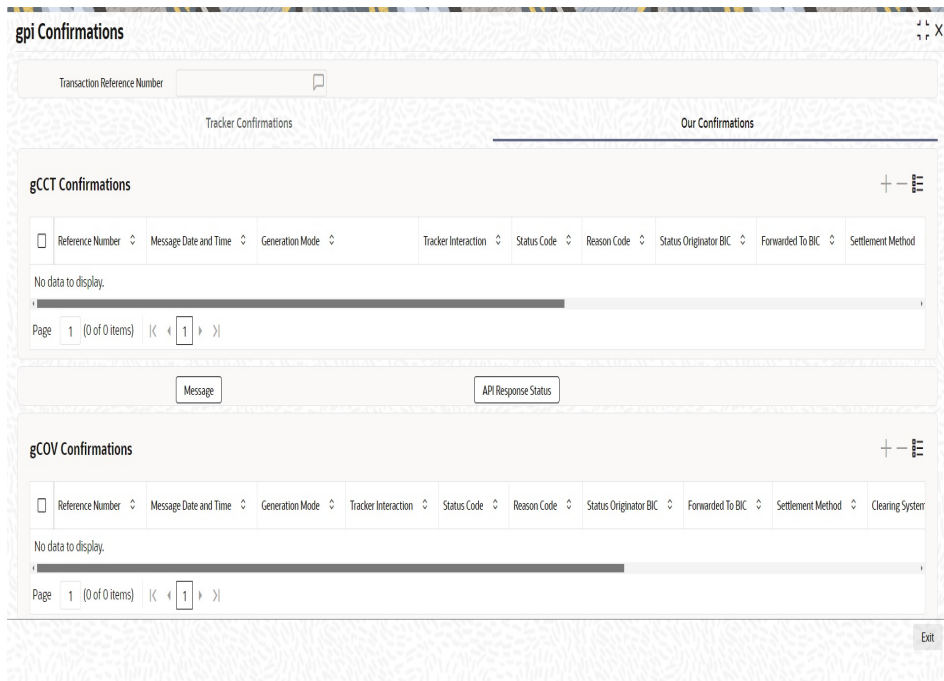 gpi Confirmations
Transaction Reference Number
Tracker Confirmations Our Confirmations
gCCT Confirmations
Reference Number Message Date and Time Generation Mode Tracker Interaction Status Code Reason Code Status Originator BIC Forwarded To BIC Settlement Method
No data to display.
Page 1 (0 of 0 items) 1
Message API Response Status
gCOV Confirmations
Reference Number Message Date and Time Generation Mode Tracker Interaction Status Code Reason Code Status Originator BIC Forwarded To BIC Settlement Method Clearing System
No data to display.
Page 1 (0 of 0 items) 1
Exit